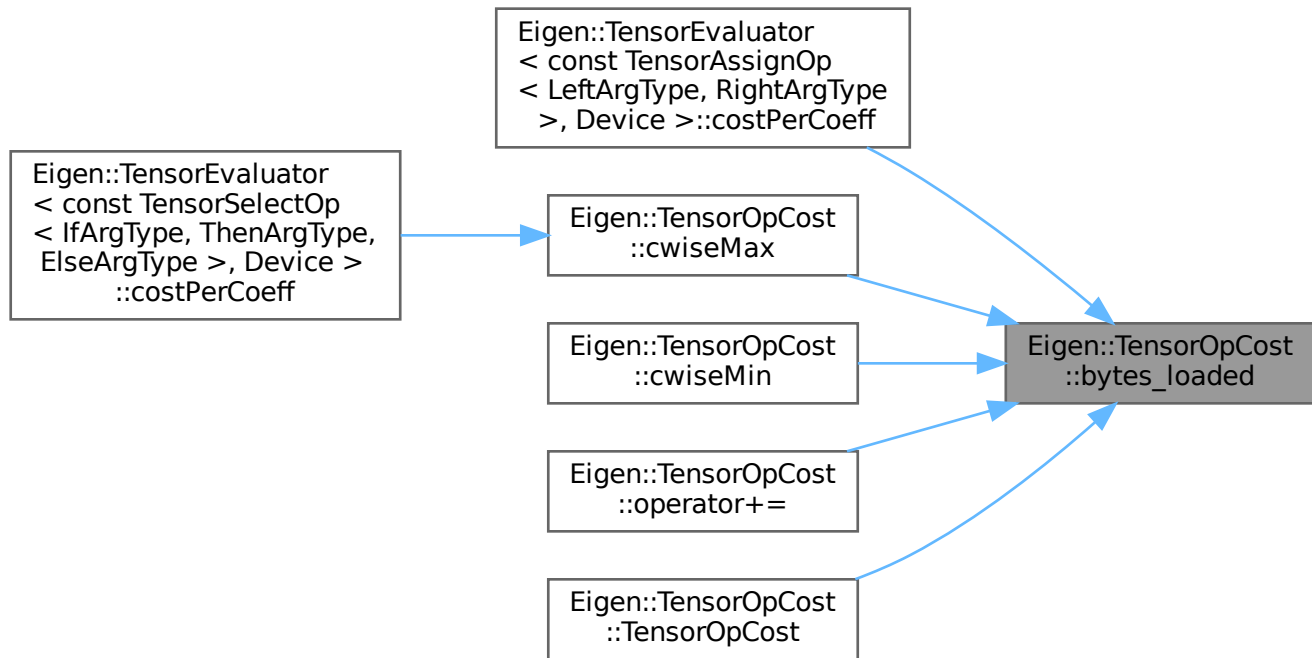 Eigen::TensorEvaluator
< const TensorAssignOp
< LeftArgType, RightArgType
>, Device >::costPerCoeff
Eigen::TensorEvaluator
< const TensorSelectOp
< IfArgType, ThenArgType,
ElseArgType >, Device >
::costPerCoeff
Eigen::TensorOpCost
::cwiseMax
Eigen::TensorOpCost
::cwiseMin
Eigen::TensorOpCost
::bytes_loaded
Eigen::TensorOpCost
::operator+=
Eigen::TensorOpCost
::TensorOpCost